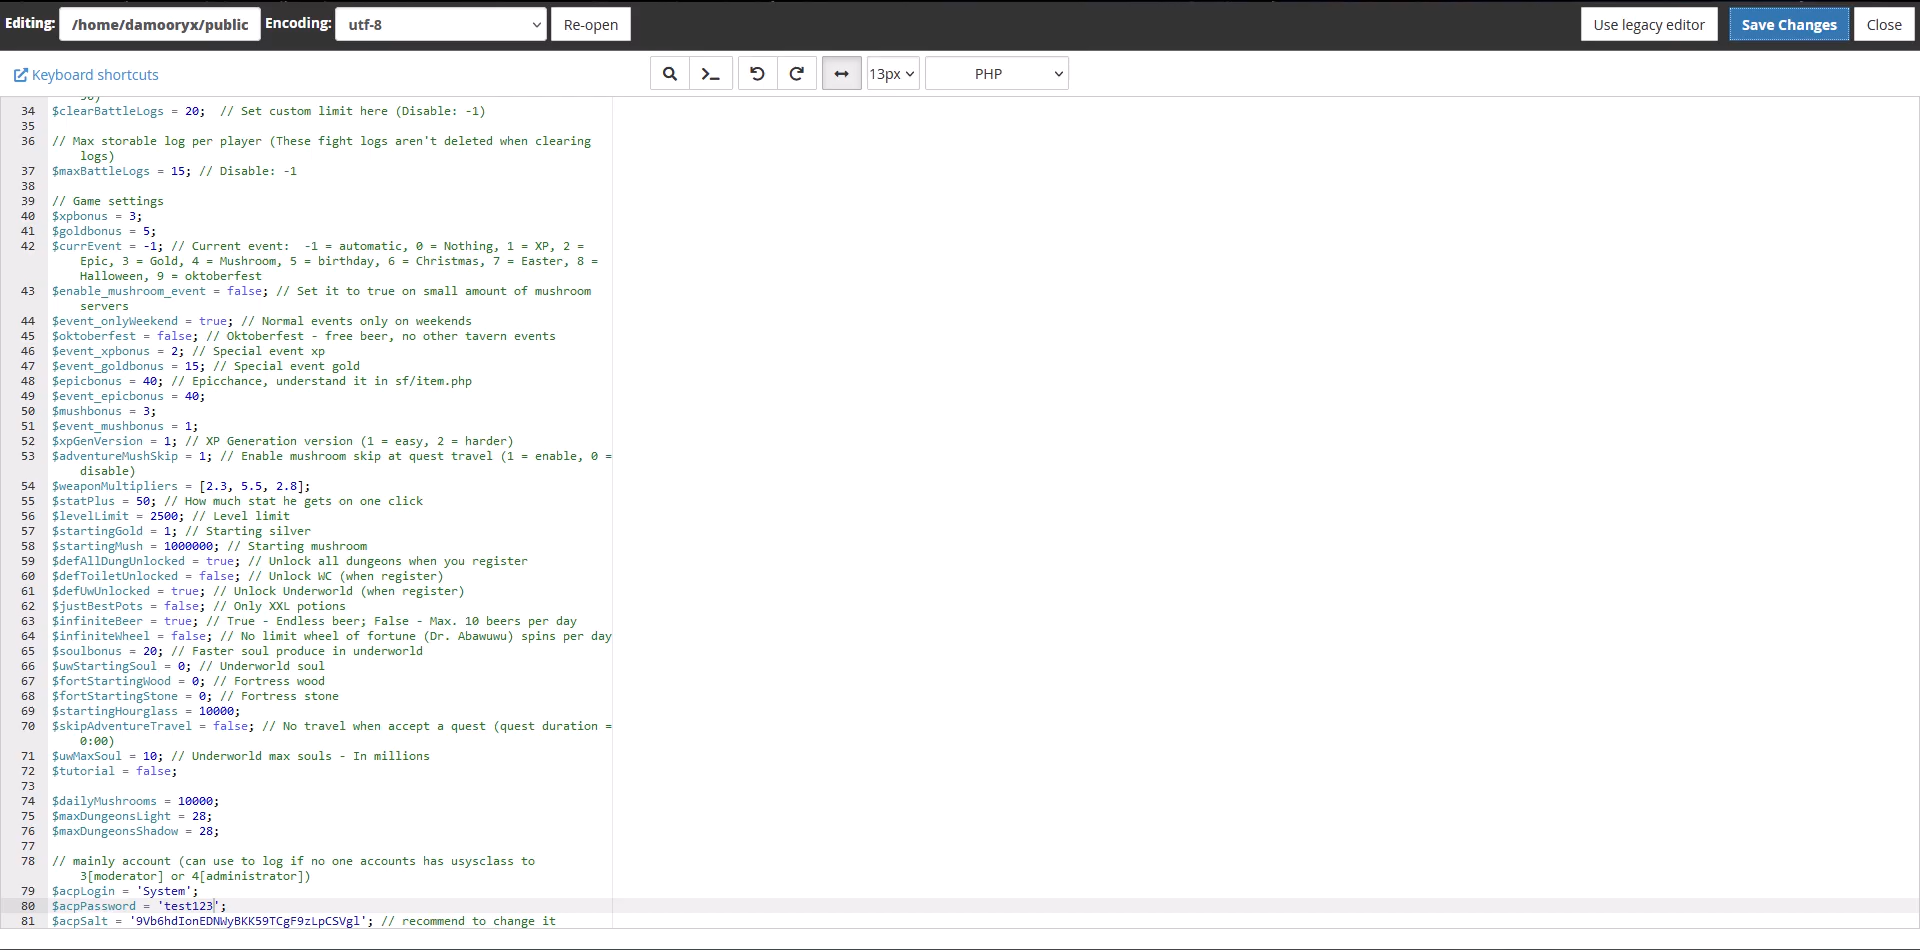 Editing: /home/damooryx/public Encoding: utf-8 Re-open Use legacy editor Save Changes Close
Keyboard shortcuts 13px PHP
34 $clearBattleLogs = 20;  // Set custom limit here (Disable: -1)
35
36 // Max storable log per player (These fight logs aren't deleted when clearing
logs)
37 $maxBattleLogs = 15; // Disable: -1
38
39 // Game settings
40 $xpbonus = 3;
41 $goldbonus = 5;
42 $currEvent = -1; // Current event:  -1 = automatic, 0 = Nothing, 1 = XP, 2 =
Epic, 3 = Gold, 4 = Mushroom, 5 = birthday, 6 = Christmas, 7 = Easter, 8 =
Halloween, 9 = oktoberfest
43 $enable_mushroom_event = false; // Set it to true on small amount of mushroom
servers
44 $event_onlyWeekend = true; // Normal events only on weekends
45 $oktoberfest = false; // Oktoberfest - free beer, no other tavern events
46 $event_xpbonus = 2; // Special event xp
47 $event_goldbonus = 15; // Special event gold
48 $epicbonus = 40; // Epicchance, understand it in sf/item.php
49 $event_epicbonus = 40;
50 $mushbonus = 3;
51 $event_mushbonus = 1;
52 $xpGenVersion = 1; // XP Generation version (1 = easy, 2 = harder)
53 $adventureMushSkip = 1; // Enable mushroom skip at quest travel (1 = enable, 0 =
disable)
54 $weaponMultipliers = [2.3, 5.5, 2.8];
55 $statPlus = 50; // How much stat he gets on one click
56 $levelLimit = 2500; // Level limit
57 $startingGold = 1; // Starting silver
58 $startingMush = 1000000; // Starting mushroom
59 $defAllDungUnlocked = true; // Unlock all dungeons when you register
60 $defToiletUnlocked = false; // Unlock WC (when register)
61 $defUwUnlocked = true; // Unlock Underworld (when register)
62 $justBestPots = false; // Only XXL potions
63 $infiniteBeer = true; // True - Endless beer; False - Max. 10 beers per day
64 $infiniteWheel = false; // No limit wheel of fortune (Dr. Abawuwu) spins per day
65 $soulbonus = 20; // Faster soul produce in underworld
66 $uwStartingSoul = 0; // Underworld soul
67 $fortStartingWood = 0; // Fortress wood
68 $fortStartingStone = 0; // Fortress stone
69 $startingHourglass = 10000;
70 $skipAdventureTravel = false; // No travel when accept a quest (quest duration =
0:00)
71 $uwMaxSoul = 10; // Underworld max souls - In millions
72 $tutorial = false;
73
74 $dailyMushrooms = 10000;
75 $maxDungeonsLight = 28;
76 $maxDungeonsShadow = 28;
77
78 // mainly account (can use to log if no one accounts has usysclass to
3[moderator] or 4[administrator])
79 $acpLogin = 'System';
80 $acpPassword = 'test123';
81 $acpSalt = '9Vb6hdIonEDNWyBKK59TCgF9zLpCSVgl'; // recommend to change it